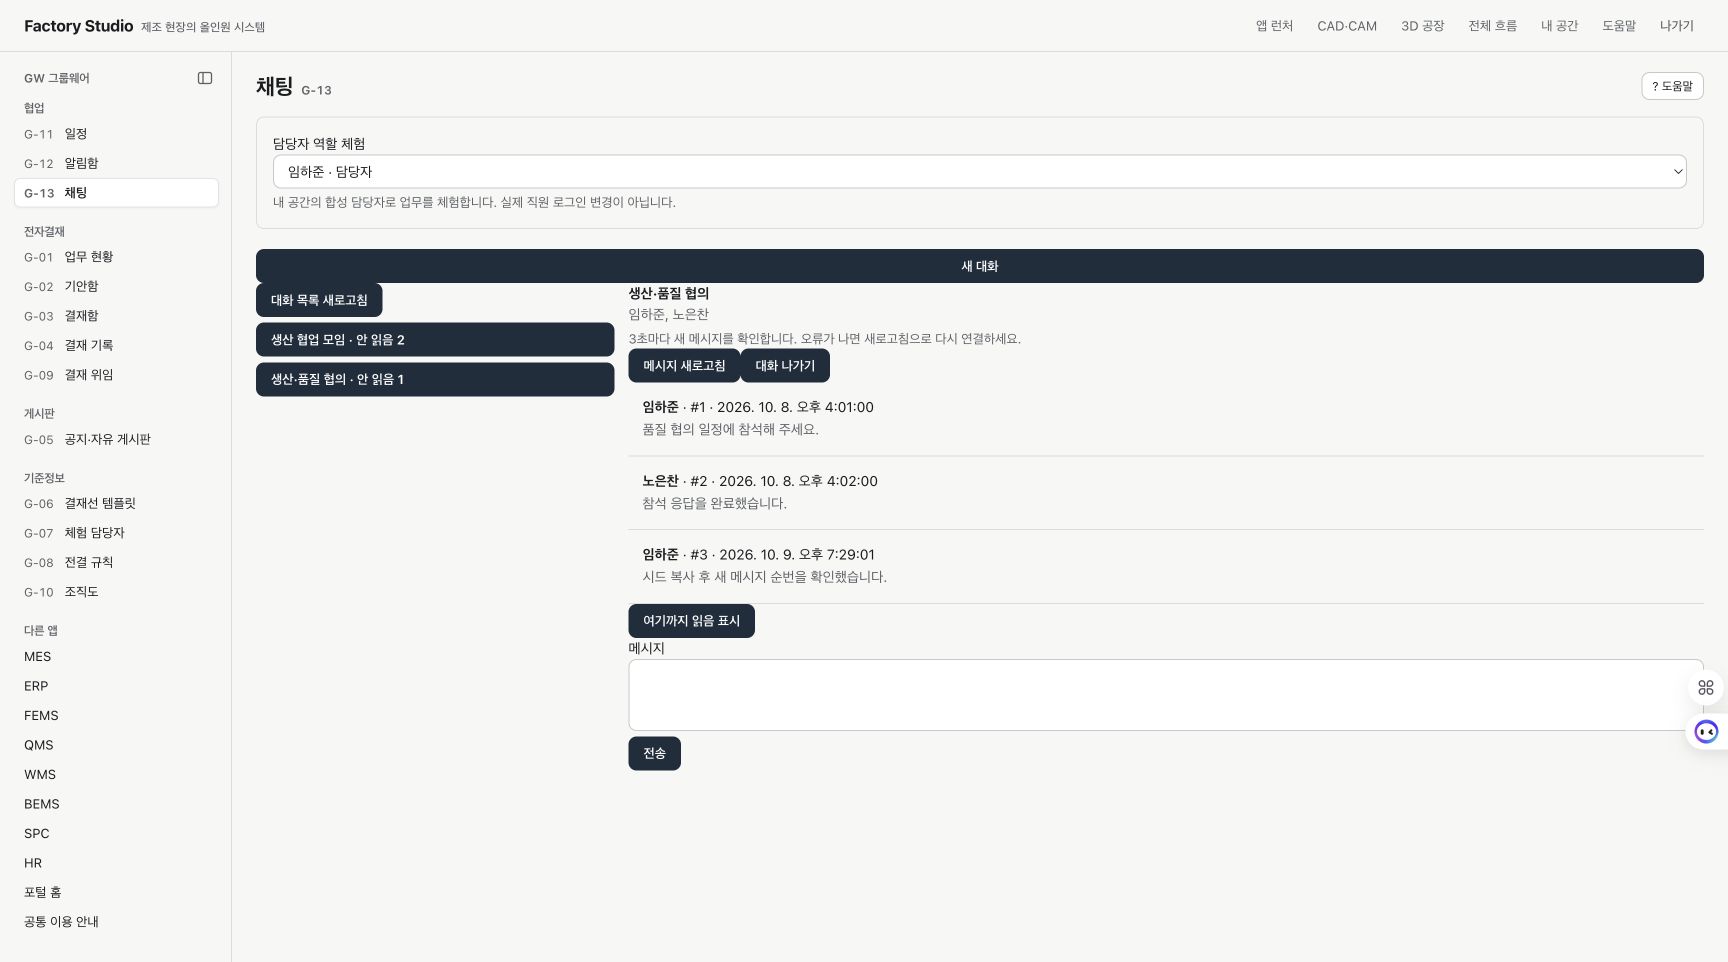 Factory Studio 제조 현장의 올인원 시스템
앱 런처 CAD·CAM 3D 공장 전체 흐름 내 공간 도움말 나가기
GW 그룹웨어
협업
G-11 일정
G-12 알림함
G-13 채팅
전자결재
G-01 업무 현황
G-02 기안함
G-03 결재함
G-04 결재 기록
G-09 결재 위임
게시판
G-05 공지·자유 게시판
기준정보
G-06 결재선 템플릿
G-07 체험 담당자
G-08 전결 규칙
G-10 조직도
다른 앱
MES
ERP
FEMS
QMS
WMS
BEMS
SPC
HR
포털 홈
공통 이용 안내
채팅 G-13
? 도움말
담당자 역할 체험
임하준 · 담당자
내 공간의 합성 담당자로 업무를 체험합니다. 실제 직원 로그인 변경이 아닙니다.
새 대화
대화 목록 새로고침
생산 협업 모임 · 안 읽음 2
생산·품질 협의 · 안 읽음 1
생산·품질 협의
임하준, 노은찬
3초마다 새 메시지를 확인합니다. 오류가 나면 새로고침으로 다시 연결하세요.
메시지 새로고침 대화 나가기
임하준 · #1 · 2026. 10. 8. 오후 4:01:00
품질 협의 일정에 참석해 주세요.
노은찬 · #2 · 2026. 10. 8. 오후 4:02:00
참석 응답을 완료했습니다.
임하준 · #3 · 2026. 10. 9. 오후 7:29:01
시드 복사 후 새 메시지 순번을 확인했습니다.
여기까지 읽음 표시
메시지
전송